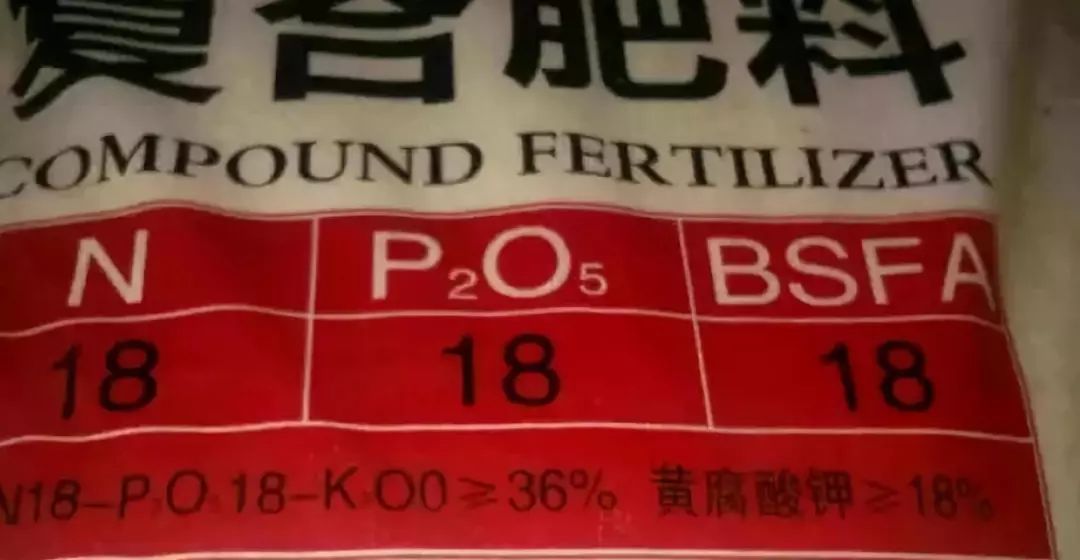 复合肥料
COMPOUND FERTILIZER
N P₂O₅ BSFA
18 18 18
N18-P₂O₅18-K₂O0≥36% 黄腐酸钾≥18%